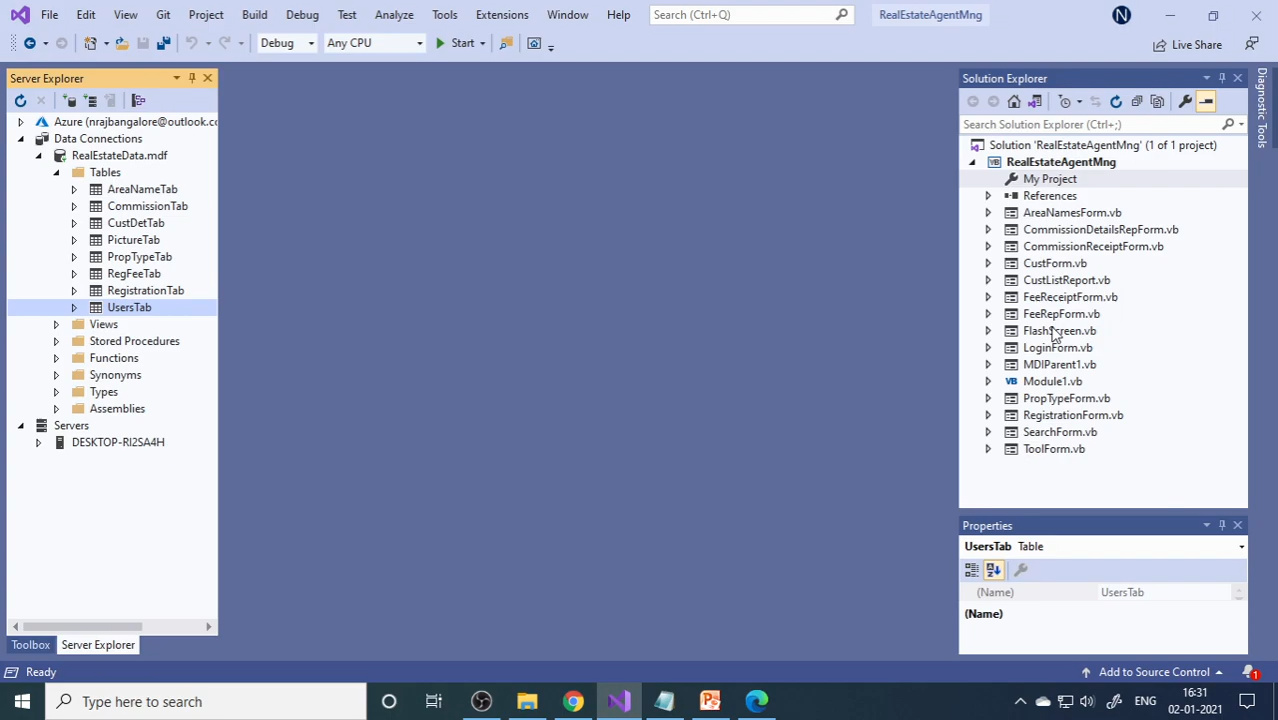 File Edit View Git Project Build Debug Test Analyze Tools Extensions Window Help Search (Ctrl+Q) RealEstateAgentMng N
Debug Any CPU Start Live Share
Server Explorer
Azure (nrajbangalore@outlook.co
Data Connections
RealEstateData.mdf
Tables
AreaNameTab
CommissionTab
CustDetTab
PictureTab
PropTypeTab
RegFeeTab
RegistrationTab
UsersTab
Views
Stored Procedures
Functions
Synonyms
Types
Assemblies
Servers
DESKTOP-RI2SA4H
Toolbox Server Explorer
Solution Explorer
Search Solution Explorer (Ctrl+;)
Solution 'RealEstateAgentMng' (1 of 1 project)
VB RealEstateAgentMng
My Project
References
AreaNamesForm.vb
CommissionDetailsRepForm.vb
CommissionReceiptForm.vb
CustForm.vb
CustListReport.vb
FeeReceiptForm.vb
FeeRepForm.vb
FlashScreen.vb
LoginForm.vb
MDIParent1.vb
VB Module1.vb
PropTypeForm.vb
RegistrationForm.vb
SearchForm.vb
ToolForm.vb
Properties
UsersTab Table
(Name) UsersTab
(Name)
Diagnostic Tools
Ready Add to Source Control 1
Type here to search ENG 16:31
02-01-2021